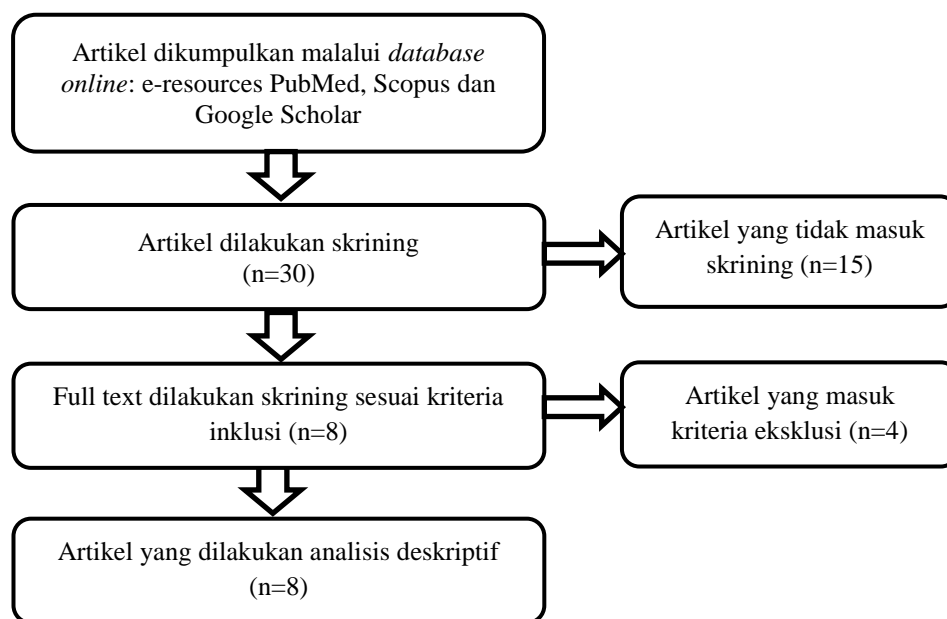 Artikel dikumpulkan malalui database
online: e-resources PubMed, Scopus dan
Google Scholar
Artikel dilakukan skrining
(n=30)
Artikel yang tidak masuk
skrining (n=15)
Full text dilakukan skrining sesuai kriteria
inklusi (n=8)
Artikel yang masuk
kriteria eksklusi (n=4)
Artikel yang dilakukan analisis deskriptif
(n=8)